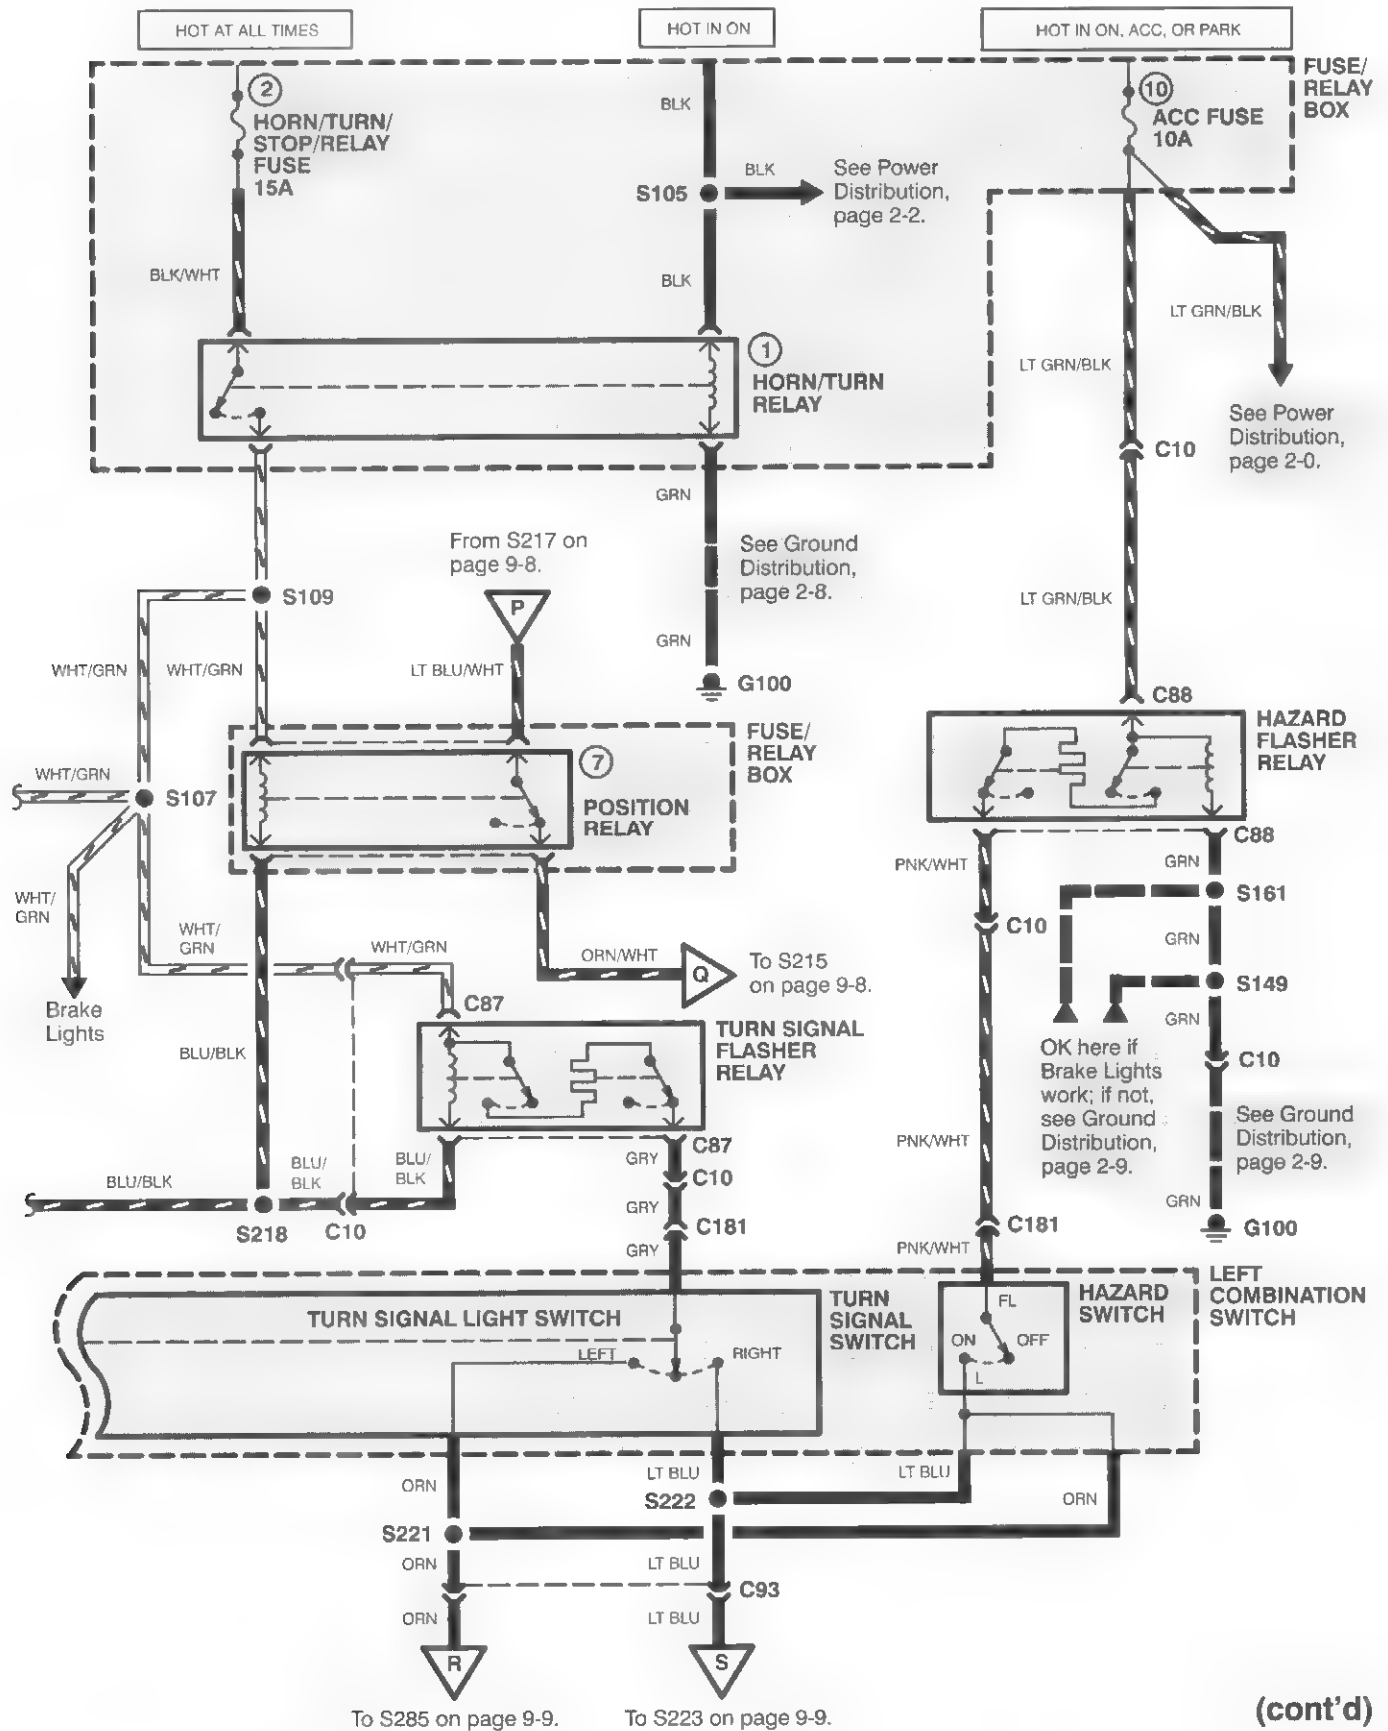 HOT AT ALL TIMES
HOT IN ON
HOT IN ON, ACC, OR PARK
FUSE/
RELAY
BOX
2
HORN/TURN/
STOP/RELAY
FUSE
15A
BLK
10
ACC FUSE
10A
S105
BLK
See Power
Distribution,
page 2-2.
BLK/WHT
BLK
LT GRN/BLK
1
HORN/TURN
RELAY
LT GRN/BLK
See Power
Distribution,
page 2-0.
C10
GRN
From S217 on
page 9-8.
See Ground
Distribution,
page 2-8.
S109
P
LT GRN/BLK
GRN
WHT/GRN
WHT/GRN
LT BLU/WHT
G100
C88
FUSE/
RELAY
BOX
HAZARD
FLASHER
RELAY
7
WHT/GRN
S107
POSITION
RELAY
C88
PNK/WHT
GRN
WHT/
GRN
S161
WHT/
GRN
C10
WHT/GRN
ORN/WHT
Q
To S215
on page 9-8.
GRN
S149
Brake
Lights
C87
GRN
TURN SIGNAL
FLASHER
RELAY
BLU/BLK
OK here if
Brake Lights
work; if not,
see Ground
Distribution,
page 2-9.
C10
See Ground
Distribution,
page 2-9.
PNK/WHT
C87
BLU/
BLK
BLU/
BLK
GRY
C10
BLU/BLK
GRY
GRN
S218
C10
C181
C181
G100
GRY
PNK/WHT
LEFT
COMBINATION
SWITCH
TURN SIGNAL LIGHT SWITCH
TURN
SIGNAL
SWITCH
HAZARD
SWITCH
FL
ON
OFF
L
LEFT
RIGHT
LT BLU
LT BLU
ORN
S222
ORN
S221
ORN
LT BLU
C93
ORN
LT BLU
R
S
To S285 on page 9-9.
To S223 on page 9-9.
(cont'd)